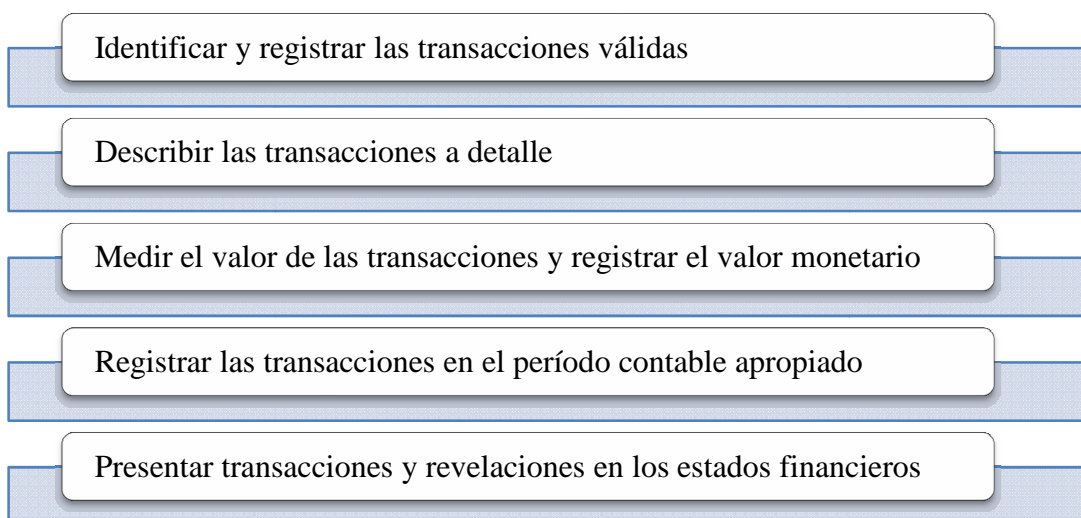 Identificar y registrar las transacciones válidas
Describir las transacciones a detalle
Medir el valor de las transacciones y registrar el valor monetario
Registrar las transacciones en el período contable apropiado
Presentar transacciones y revelaciones en los estados financieros